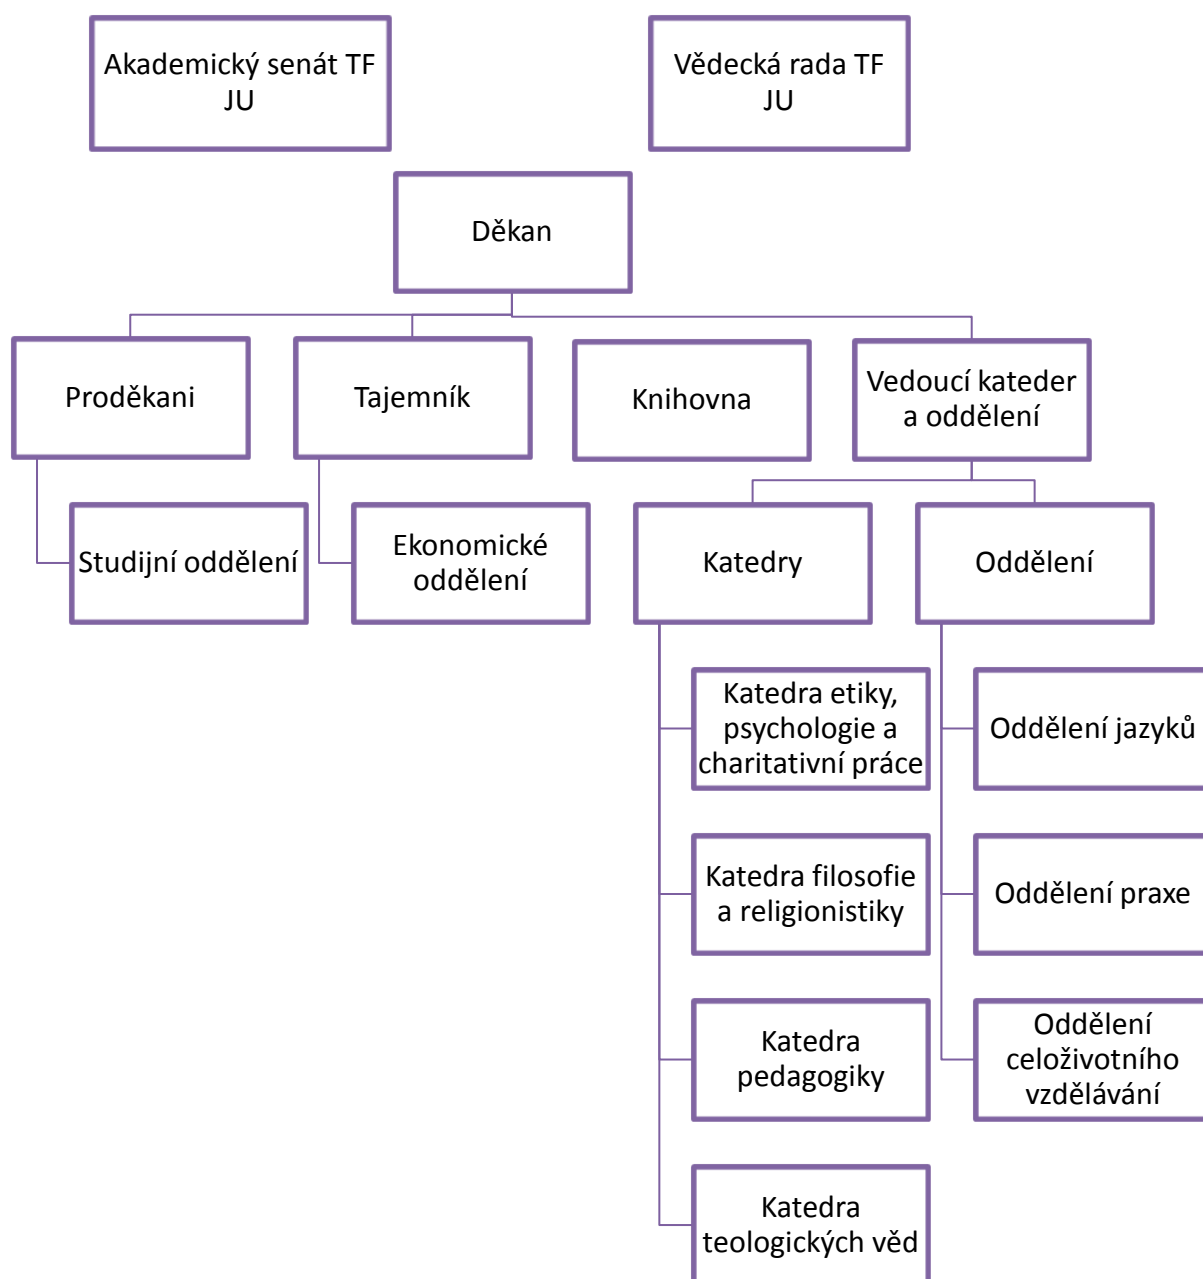 Akademický senát TF
JU
Vědecká rada TF
JU
Děkan
Proděkani
Tajemník
Knihovna
Vedoucí kateder
a oddělení
Studijní oddělení
Ekonomické
oddělení
Katedry
Oddělení
Katedra etiky,
psychologie a
charitativní práce
Oddělení jazyků
Katedra filosofie
a religionistiky
Oddělení praxe
Katedra
pedagogiky
Oddělení
celoživotního
vzdělávání
Katedra
teologických věd